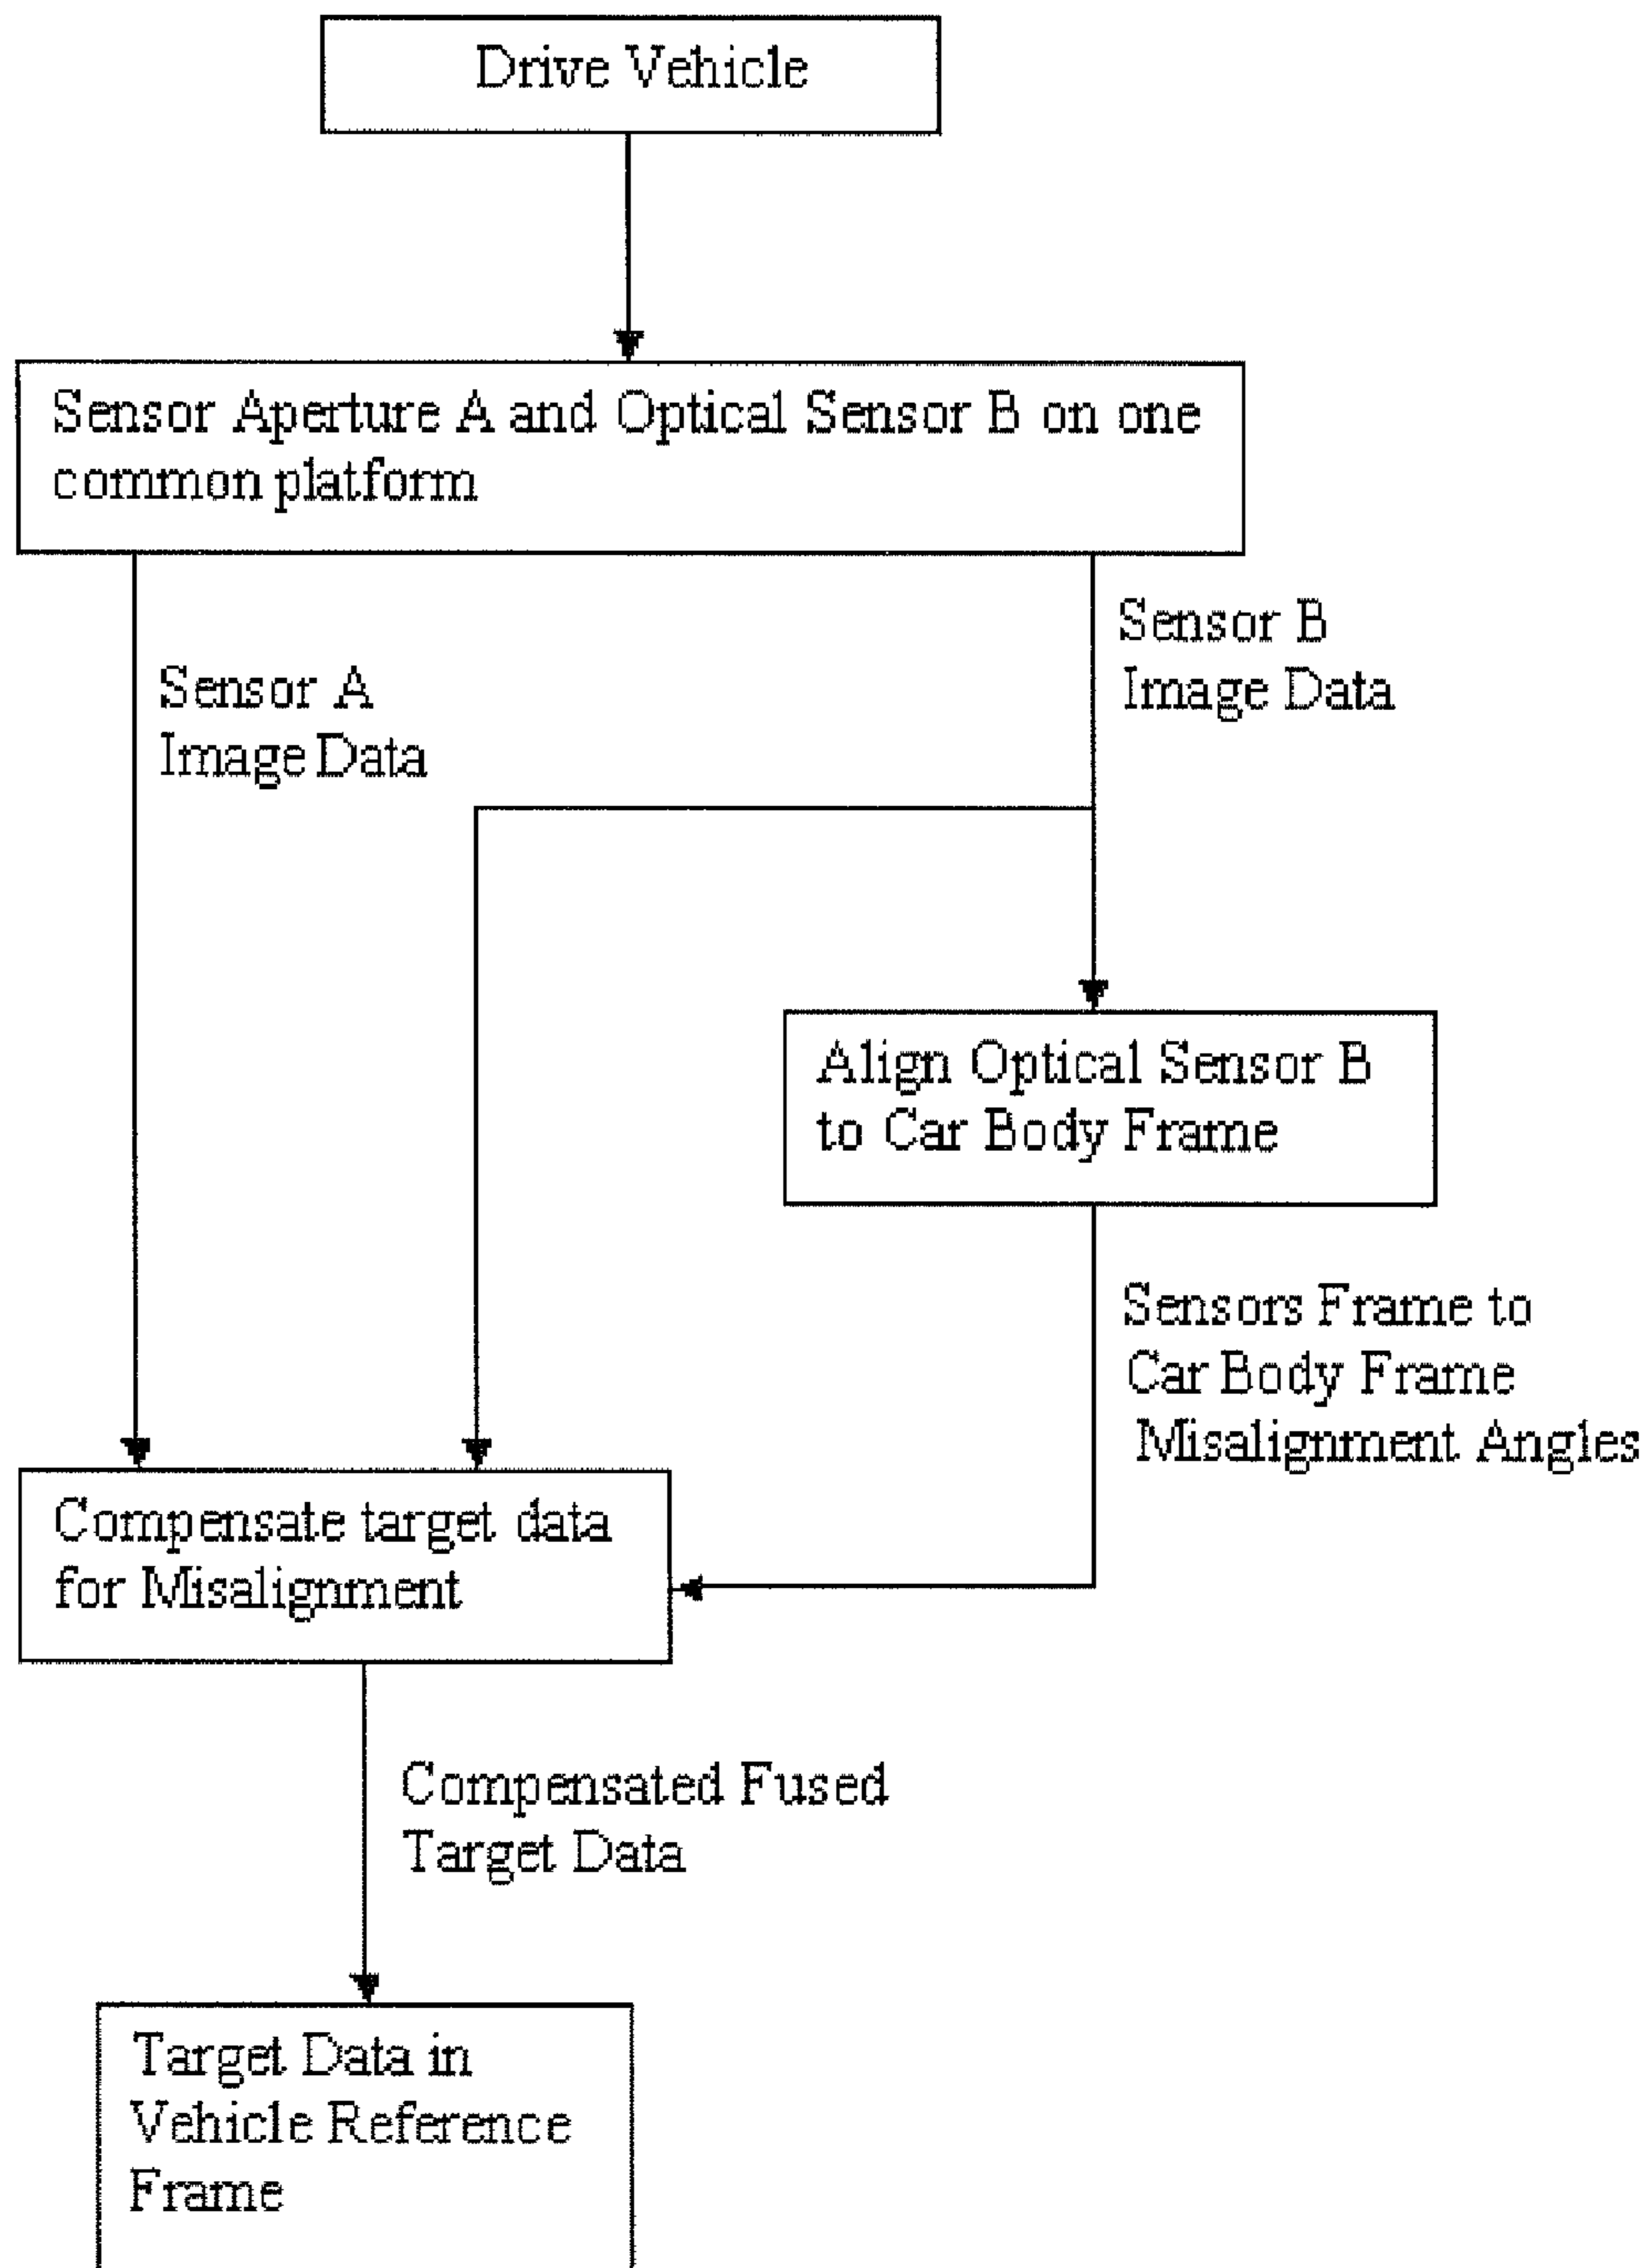 Drive Vehicle
Sensor Aperture A and Optical Sensor B on one
common platform
Sensor B
Image Data
Sensor A
Image Data
Align Optical Sensor B
to Car Body Frame
Sensors Frame to
Car Body Frame
Misalignment Angles
Compensate target data
for Misalignment
Compensated Fused
Target Data
Target Data in
Vehicle Reference
Frame